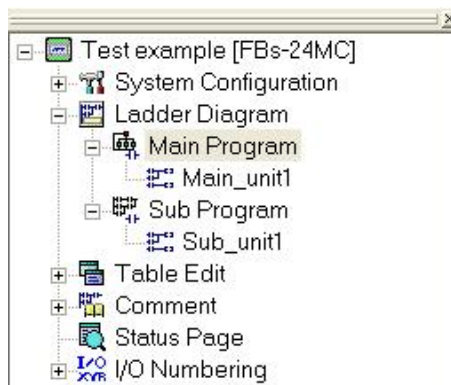 Test example [FBs-24MC]
System Configuration
Ladder Diagram
Main Program
Main_unit1
Sub Program
Sub_unit1
Table Edit
Comment
Status Page
I/O Numbering